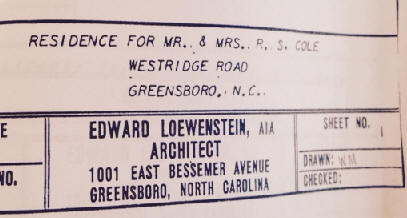 RESIDENCE FOR MR. & MRS. R. S. COLE
WESTRIDGE ROAD
GREENSBORO, N.C.
E
NO.
EDWARD LOEWENSTEIN, AIA
ARCHITECT
1001 EAST BESSEMER AVENUE
GREENSBORO, NORTH CAROLINA
SHEET NO.
1
DRAWN: WM
CHECKED: